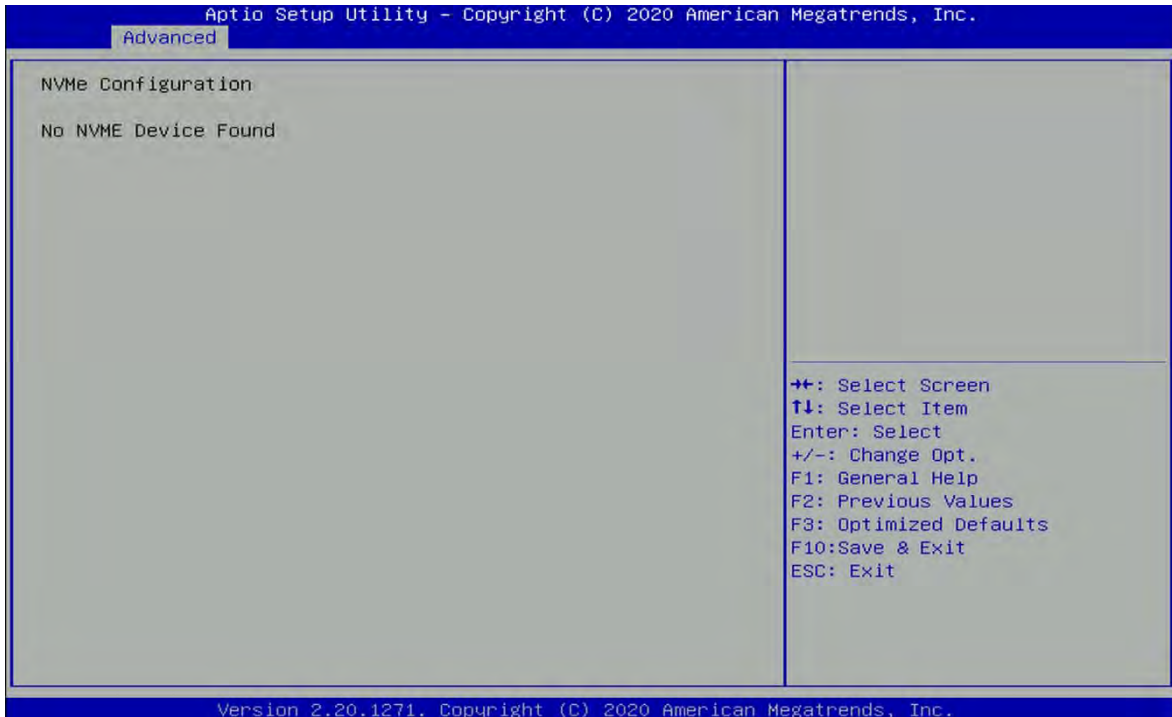 Aptio Setup Utility – Copyright (C) 2020 American Megatrends, Inc.
Advanced
NVMe Configuration
No NVME Device Found
→←: Select Screen
↑↓: Select Item
Enter: Select
+/-: Change Opt.
F1: General Help
F2: Previous Values
F3: Optimized Defaults
F10:Save & Exit
ESC: Exit
Version 2.20.1271. Copyright (C) 2020 American Megatrends, Inc.